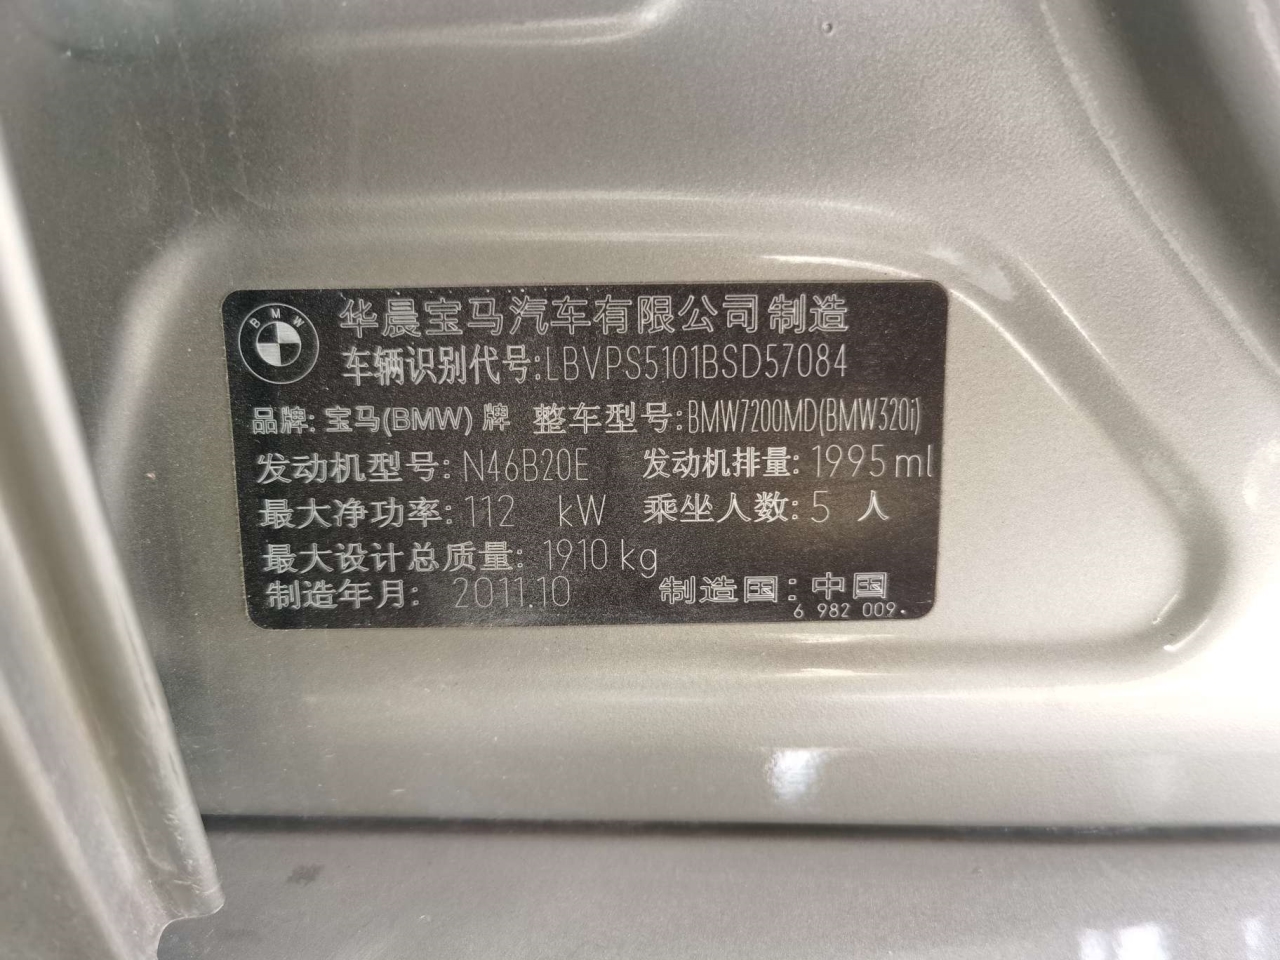 BMW
华晨宝马汽车有限公司制造
车辆识别代号:LBVPS5101BSD57084
品牌: 宝马(BMW) 牌 整车型号:BMW7200MD(BMW320i)
发动机型号: N46B20E 发动机排量: 1995 ml
最大净功率: 112 kW 乘坐人数: 5 人
最大设计总质量: 1910 kg
制造年月: 2011.10 制造国: 中国
6 982 009